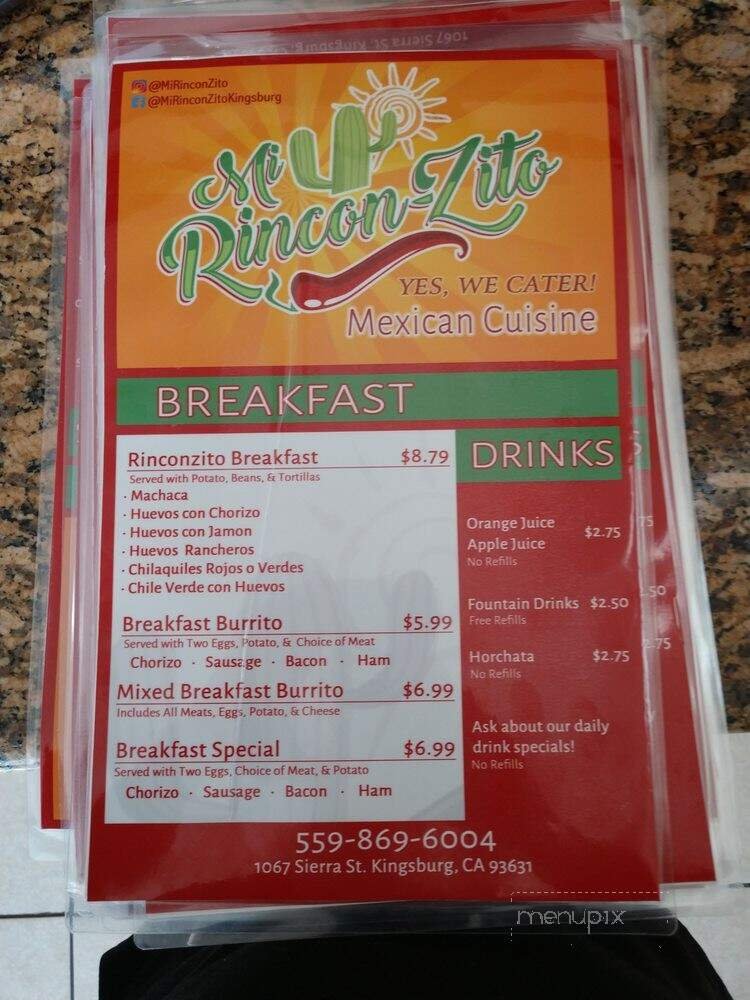 1067 Sierra St. Kingsburg,
@MiRinconZito
@MiRinconZitoKingsburg
Mi
Rincon-Zito
YES, WE CATER!
Mexican Cuisine
BREAKFAST
Rinconzito Breakfast $8.79
Served with Potato, Beans, & Tortillas
· Machaca
· Huevos con Chorizo
· Huevos con Jamon
· Huevos Rancheros
· Chilaquiles Rojos o Verdes
· Chile Verde con Huevos
Breakfast Burrito $5.99
Served with Two Eggs, Potato, & Choice of Meat
Chorizo · Sausage · Bacon · Ham
Mixed Breakfast Burrito $6.99
Includes All Meats, Eggs, Potato, & Cheese
Breakfast Special $6.99
Served with Two Eggs, Choice of Meat, & Potato
Chorizo · Sausage · Bacon · Ham
DRINKS
Orange Juice
Apple Juice $2.75
No Refills
Fountain Drinks $2.50
Free Refills
Horchata $2.75
No Refills
Ask about our daily
drink specials!
No Refills
559-869-6004
1067 Sierra St. Kingsburg, CA 93631
menupix